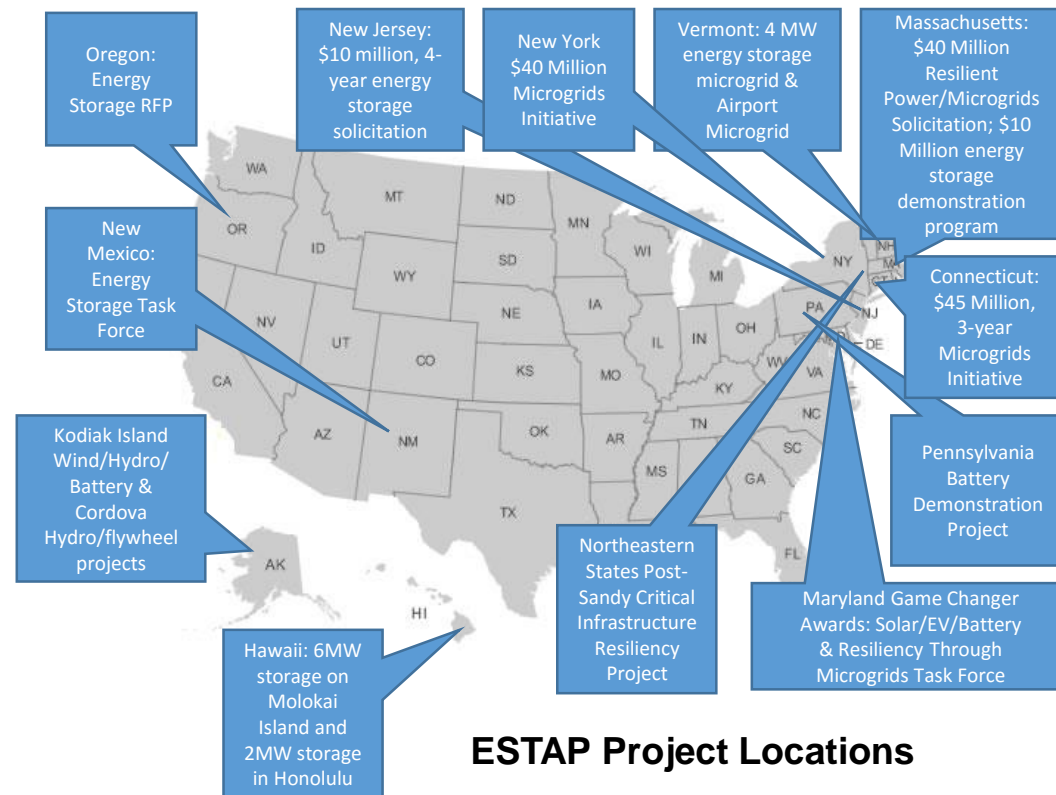 Oregon:
Energy
Storage RFP
New Jersey:
$10 million, 4-
year energy
storage
solicitation
New York
$40 Million
Microgrids
Initiative
Vermont: 4 MW
energy storage
microgrid &
Airport
Microgrid
Massachusetts:
$40 Million
Resilient
Power/Microgrids
Solicitation; $10
Million energy
storage
demonstration
program
New
Mexico:
Energy
Storage Task
Force
Connecticut:
$45 Million,
3-year
Microgrids
Initiative
Kodiak Island
Wind/Hydro/
Battery &
Cordova
Hydro/flywheel
projects
Pennsylvania
Battery
Demonstration
Project
Northeastern
States Post-
Sandy Critical
Infrastructure
Resiliency
Project
Maryland Game Changer
Awards: Solar/EV/Battery
& Resiliency Through
Microgrids Task Force
Hawaii: 6MW
storage on
Molokai
Island and
2MW storage
in Honolulu
WA
MT
ND
MN
OR
ID
WY
SD
WI
MI
NY
NH
NV
UT
CO
NE
IA
IL
IN
OH
PA
NJ
DE
CA
KS
MO
KY
WV
VA
AZ
NM
OK
AR
TN
NC
SC
MS
GA
TX
FL
AK
HI
ESTAP Project Locations